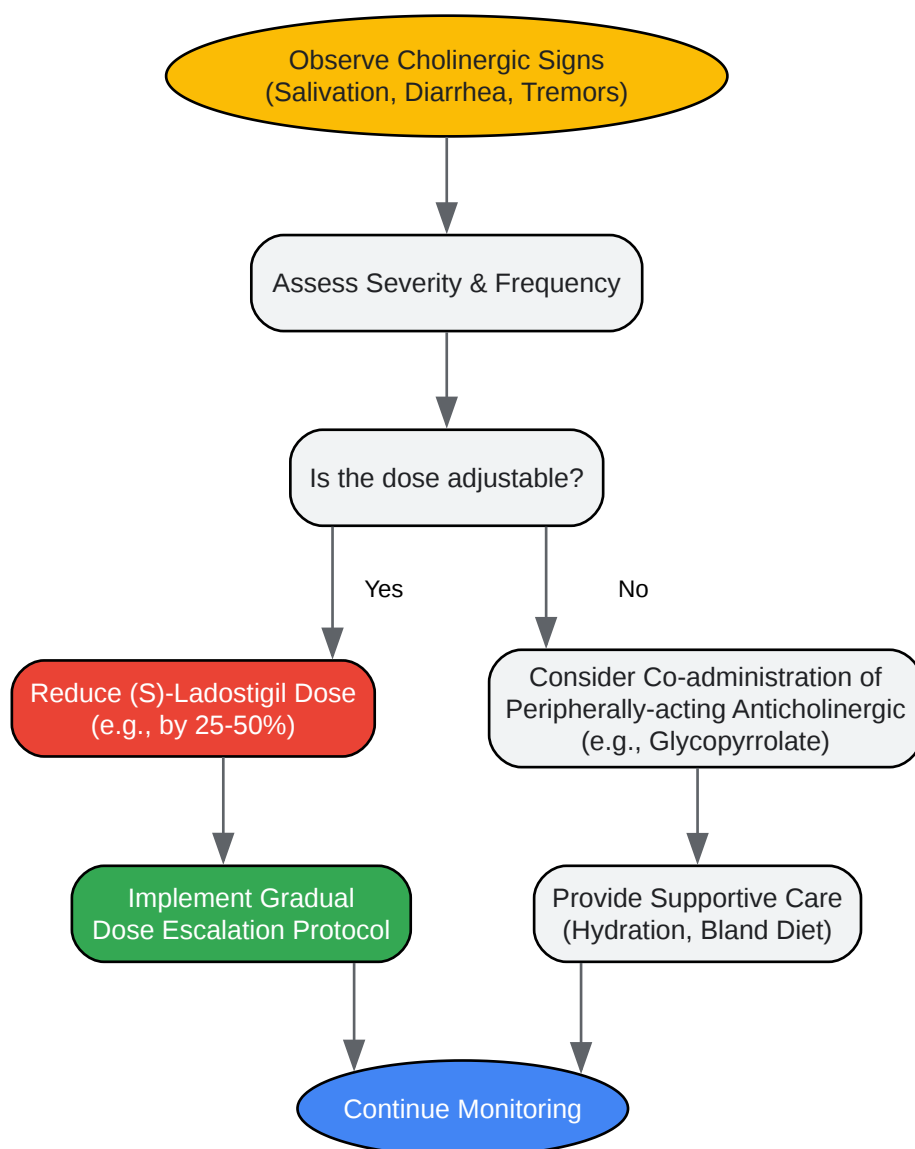 Observe Cholinergic Signs
(Salivation, Diarrhea, Tremors)
Assess Severity & Frequency
Is the dose adjustable?
Yes
No
Reduce (S)-Ladostigil Dose
(e.g., by 25-50%)
Consider Co-administration of
Peripherally-acting Anticholinergic
(e.g., Glycopyrrolate)
Implement Gradual
Dose Escalation Protocol
Provide Supportive Care
(Hydration, Bland Diet)
Continue Monitoring